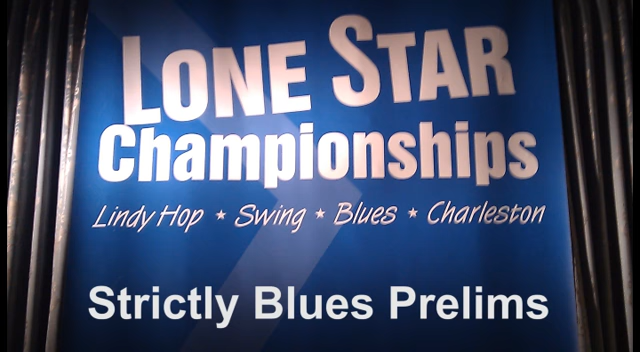 LONE STAR
Championships
Lindy Hop ★ Swing ★ Blues ★ Charleston
Strictly Blues Prelims